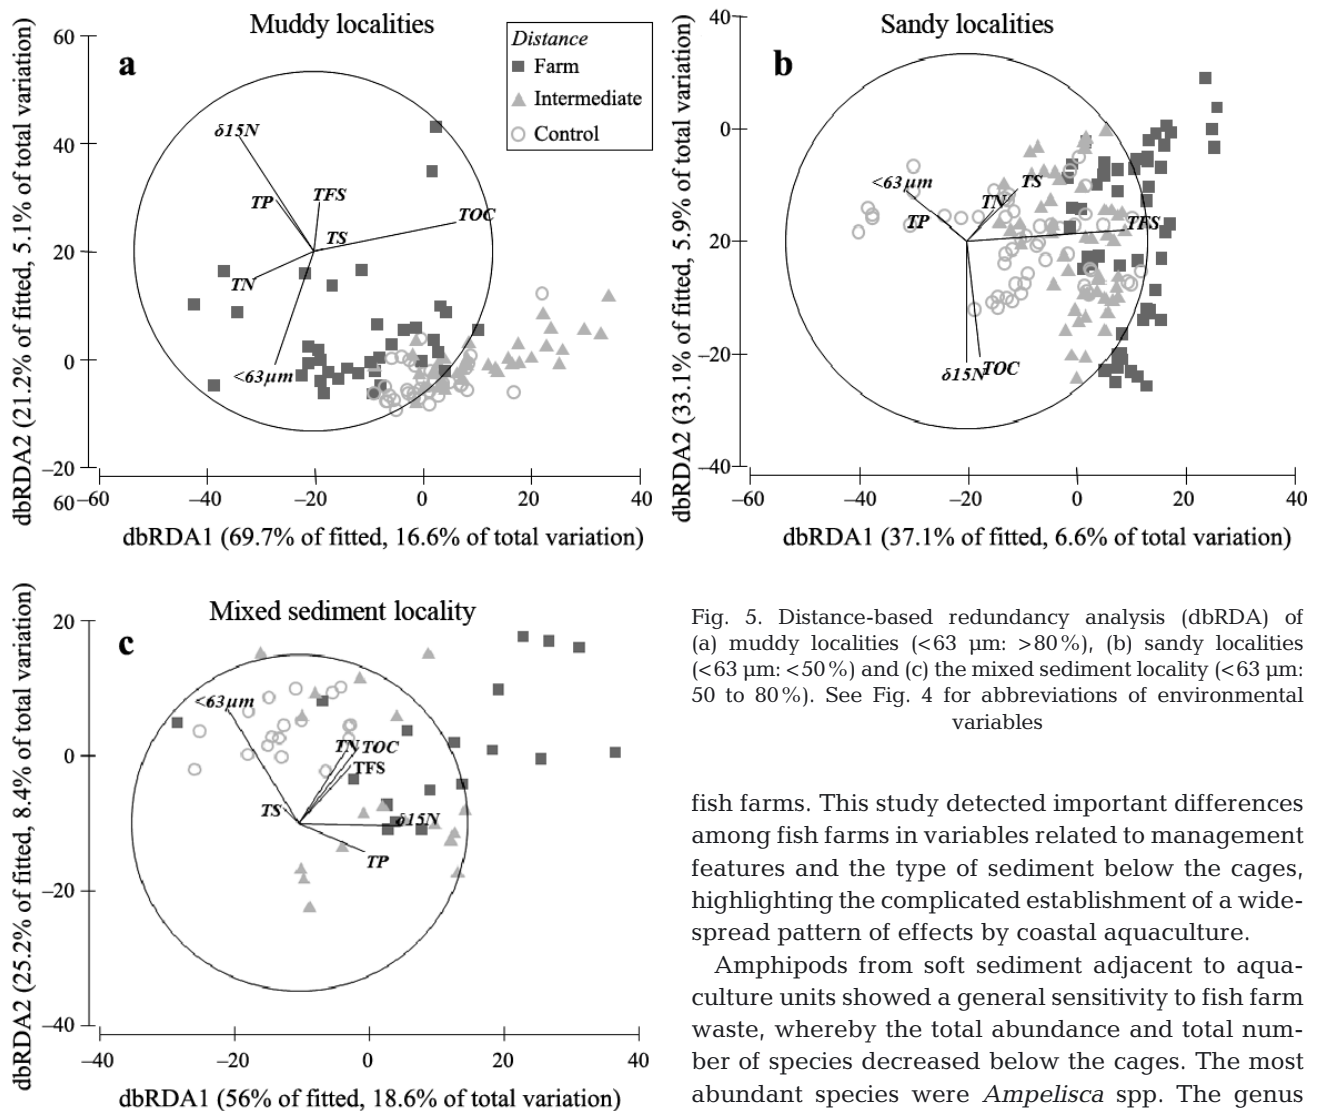 Muddy localities
a
Distance
Farm
Intermediate
Control
dbRDA2 (21.2% of fitted, 5.1% of total variation)
60
40
20
0
–20
60
δ15N
TP
TFS
TOC
TS
TN
<63µm
–60
–40
–20
0
20
40
dbRDA1 (69.7% of fitted, 16.6% of total variation)
Sandy localities
b
dbRDA2 (33.1% of fitted, 5.9% of total variation)
40
0
20
–20
–40
<63µm
TP
TN
TS
TFS
δ15N
TOC
–60
–40
–20
0
20
40
dbRDA1 (37.1% of fitted, 6.6% of total variation)
Mixed sediment locality
c
dbRDA2 (25.2% of fitted, 8.4% of total variation)
20
0
–20
–40
<63µm
TN
TOC
TFS
TS
δ15N
TP
–40
–20
0
20
40
dbRDA1 (56% of fitted, 18.6% of total variation)
Fig. 5. Distance-based redundancy analysis (dbRDA) of
(a) muddy localities (<63 µm: >80%), (b) sandy localities
(<63 µm: <50%) and (c) the mixed sediment locality (<63 µm:
50 to 80%). See Fig. 4 for abbreviations of environmental
variables
fish farms. This study detected important differences
among fish farms in variables related to management
features and the type of sediment below the cages,
highlighting the complicated establishment of a wide-
spread pattern of effects by coastal aquaculture.
Amphipods from soft sediment adjacent to aqua-
culture units showed a general sensitivity to fish farm
waste, whereby the total abundance and total num-
ber of species decreased below the cages. The most
abundant species were Ampelisca spp. The genus